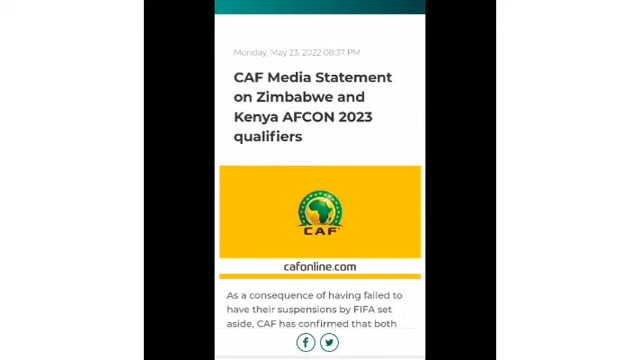 Monday, May 23, 2022 08:37 PM
CAF Media Statement
on Zimbabwe and
Kenya AFCON 2023
qualifiers
CAF
cafonline.com
As a consequence of having failed to
have their suspensions by FIFA set
aside, CAF has confirmed that both